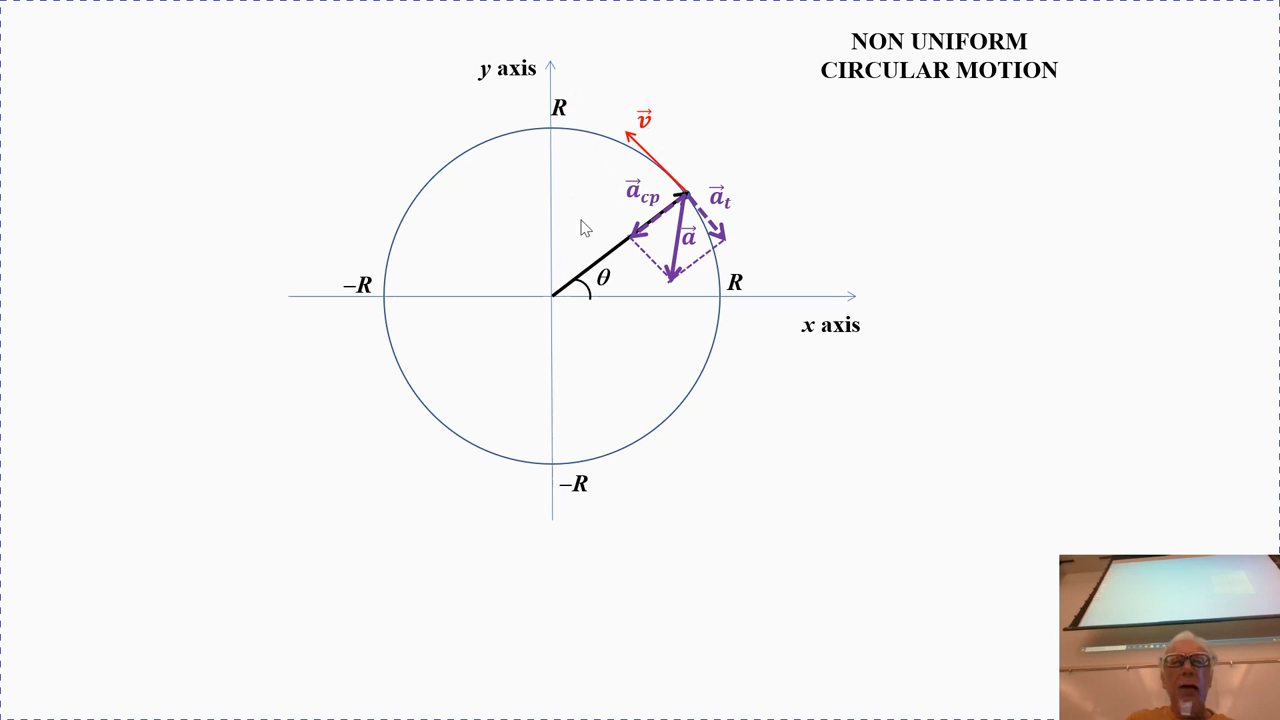 NON UNIFORM
CIRCULAR MOTION
y axis
R
v⃗
a⃗cp
a⃗t
a⃗
θ
–R
R
x axis
–R